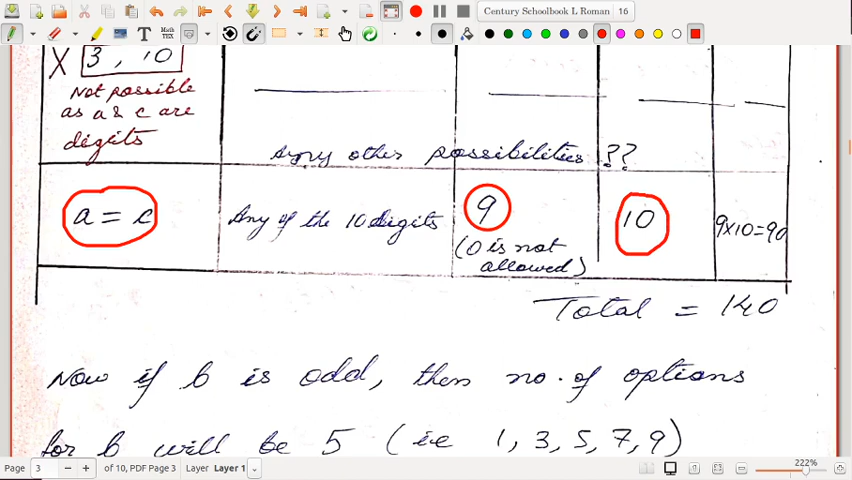 Century Schoolbook L Roman 16
T Math TEX
X 3, 10
Not possible
as a & c are
digits
Any other possibilities ??
a = c Any of the 10 digits 9 10 9x10=90
(0 is not
allowed)
Total = 140
Now if b is odd, then no. of options
for b will be 5 (ie 1, 3, 5, 7, 9)
Page 3 of 10, PDF Page 3 Layer Layer 1 222%